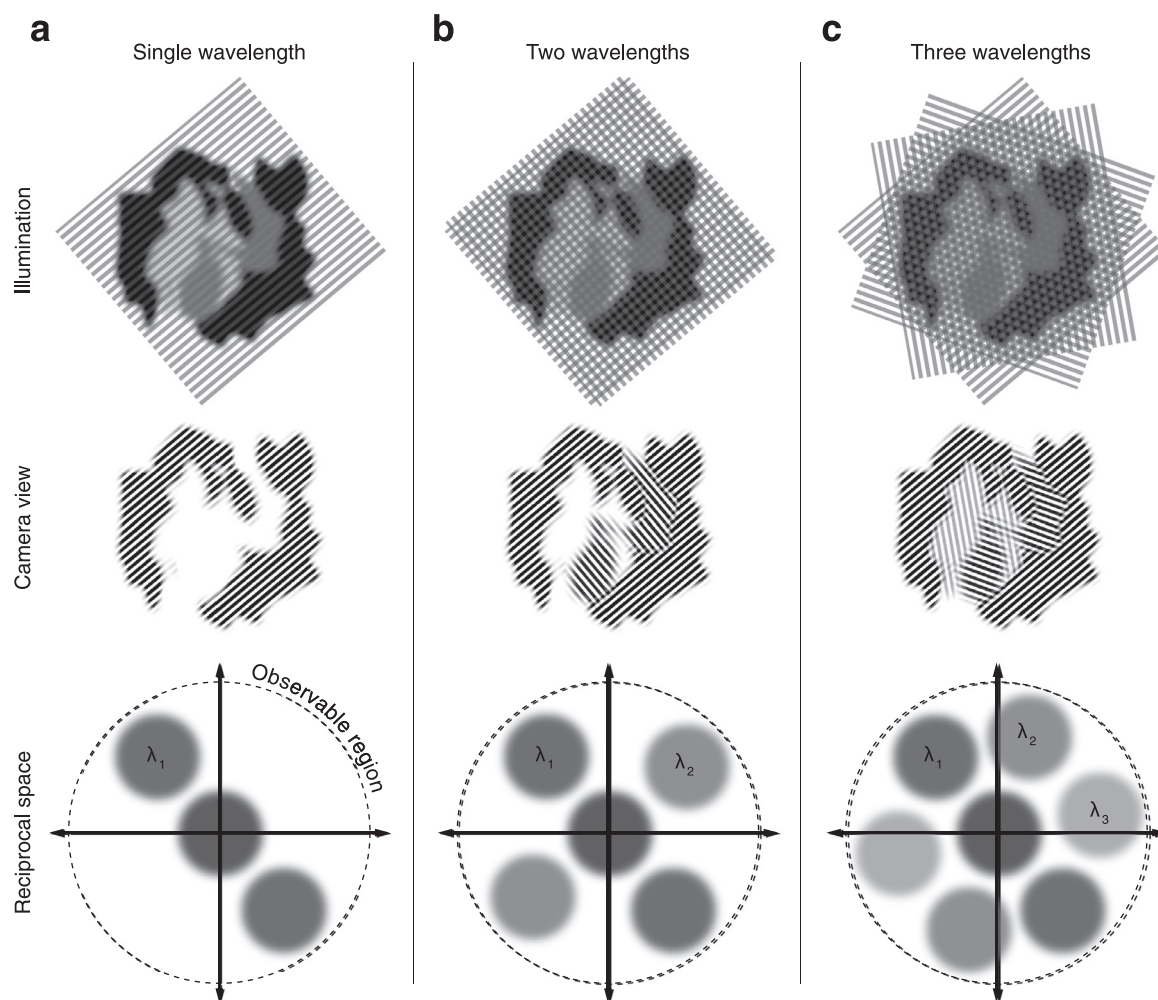 a
Single wavelength
b
Two wavelengths
c
Three wavelengths
Illumination
Camera view
Reciprocal space
Observable region
λ1
λ1
λ2
λ1
λ2
λ3